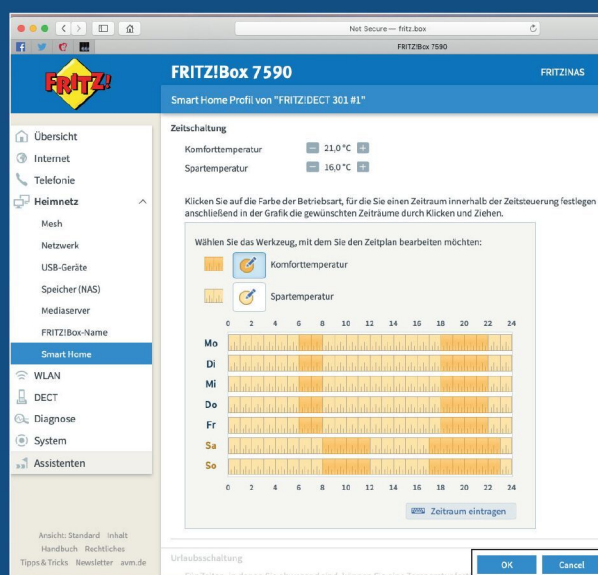 Not Secure — fritz.box
FRITZ!Box 7590
FRITZ!
FRITZ!Box 7590
FRITZ!NAS
Smart Home Profil von "FRITZ!DECT 301 #1"
Übersicht
Internet
Telefonie
Heimnetz
Mesh
Netzwerk
USB-Geräte
Speicher (NAS)
Mediaserver
FRITZ!Box-Name
Smart Home
WLAN
DECT
Diagnose
System
Assistenten
Ansicht: Standard Inhalt
Handbuch Rechtliches
Tipps & Tricks Newsletter avm.de
Zeitschaltung
Komforttemperatur 21,0 °C
Spartemperatur 16,0 °C
Klicken Sie auf die Farbe der Betriebsart, für die Sie einen Zeitraum innerhalb der Zeitsteuerung festlegen
anschließend in der Grafik die gewünschten Zeiträume durch Klicken und Ziehen.
Wählen Sie das Werkzeug, mit dem Sie den Zeitplan bearbeiten möchten:
Komforttemperatur
Spartemperatur
0 2 4 6 8 10 12 14 16 18 20 22 24
Mo
Di
Mi
Do
Fr
Sa
So
0 2 4 6 8 10 12 14 16 18 20 22 24
Zeitraum eintragen
Urlaubsschaltung
OK
Cancel